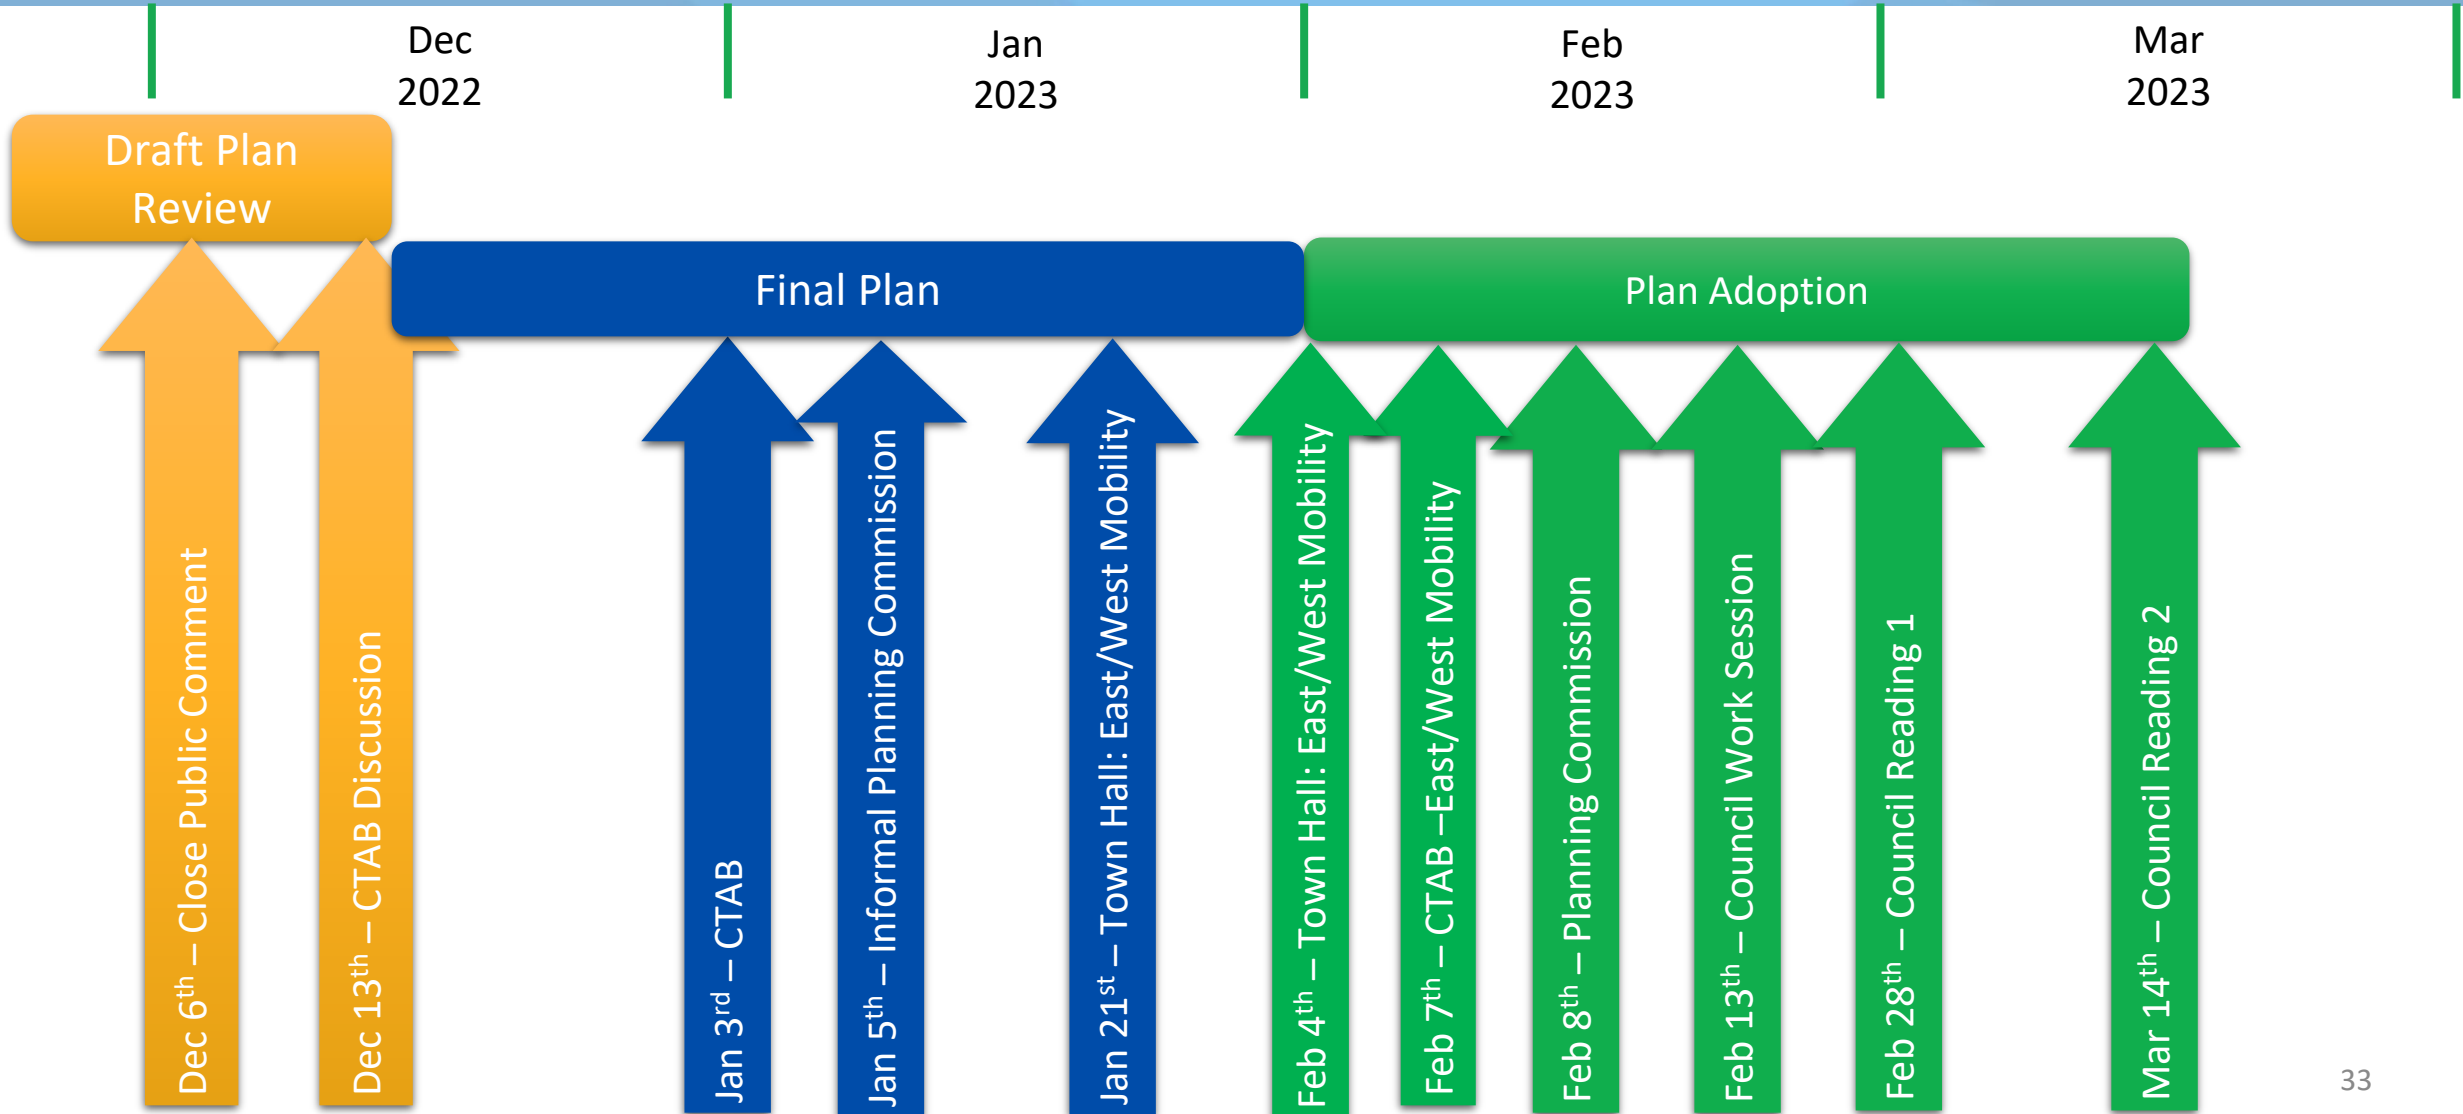 Dec
2022
Jan
2023
Feb
2023
Mar
2023
Draft Plan
Review
Final Plan
Plan Adoption
Dec 6th – Close Public Comment
Dec 13th – CTAB Discussion
Jan 3rd – CTAB
Jan 5th – Informal Planning Commission
Jan 21st – Town Hall: East/West Mobility
Feb 4th – Town Hall: East/West Mobility
Feb 7th – CTAB –East/West Mobility
Feb 8th – Planning Commission
Feb 13th – Council Work Session
Feb 28th – Council Reading 1
Mar 14th – Council Reading 2
33